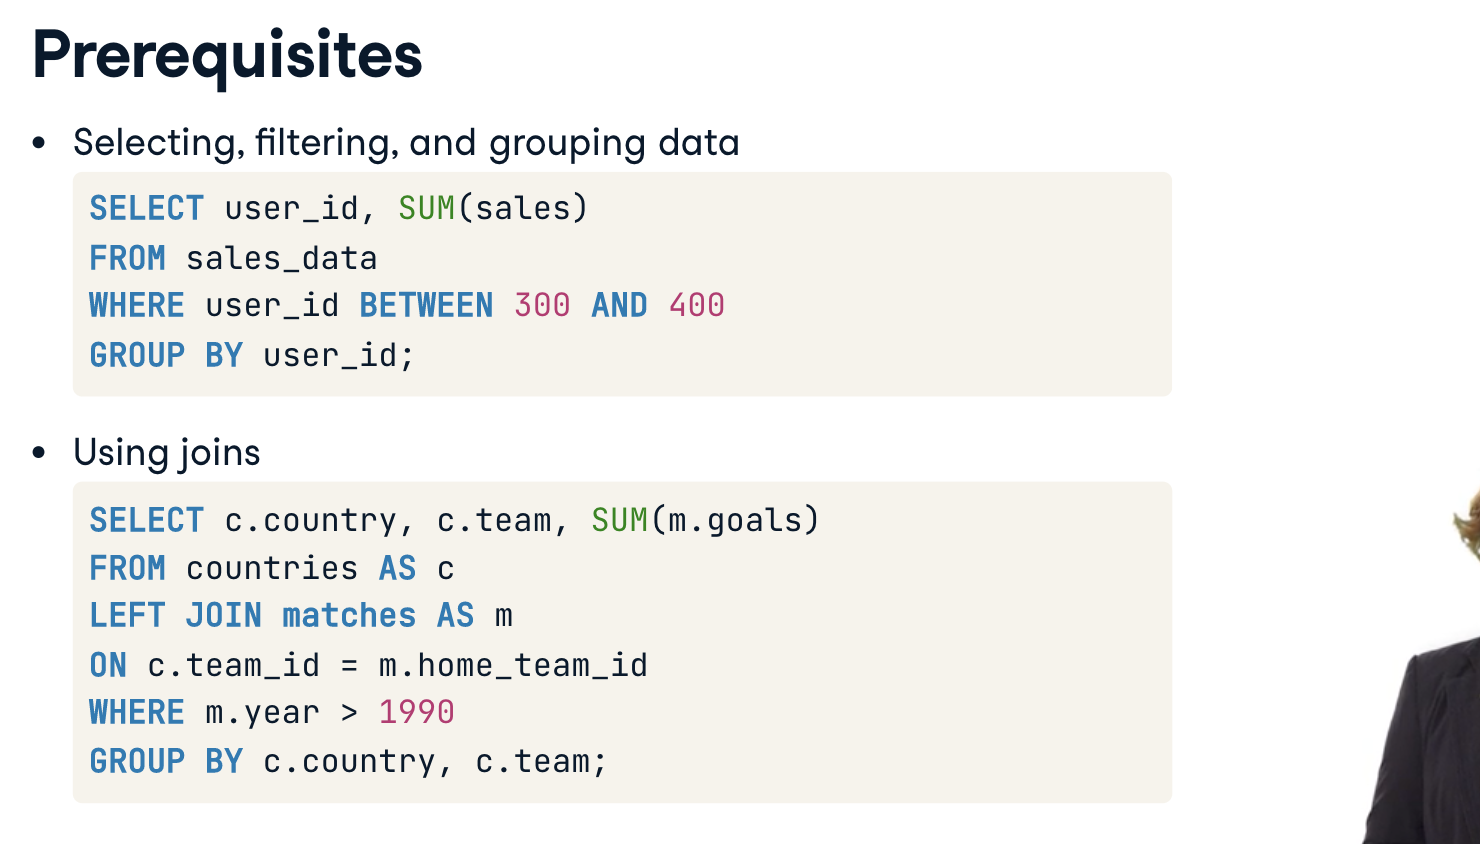 Prerequisites
• Selecting, filtering, and grouping data
SELECT user_id, SUM(sales)
FROM sales_data
WHERE user_id BETWEEN 300 AND 400
GROUP BY user_id;
• Using joins
SELECT c.country, c.team, SUM(m.goals)
FROM countries AS c
LEFT JOIN matches AS m
ON c.team_id = m.home_team_id
WHERE m.year > 1990
GROUP BY c.country, c.team;